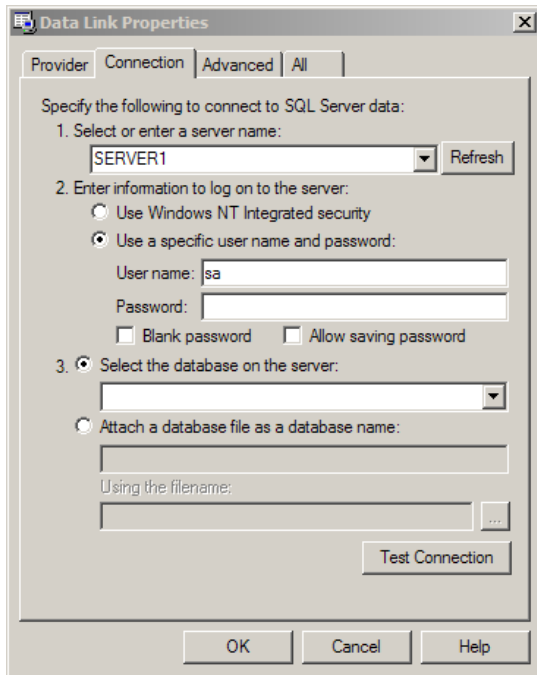 Data Link Properties
Provider Connection Advanced All
Specify the following to connect to SQL Server data:
1. Select or enter a server name:
SERVER1 Refresh
2. Enter information to log on to the server:
Use Windows NT Integrated security
Use a specific user name and password:
User name: sa
Password:
Blank password Allow saving password
3. Select the database on the server:
Attach a database file as a database name:
Using the filename:
...
Test Connection
OK Cancel Help